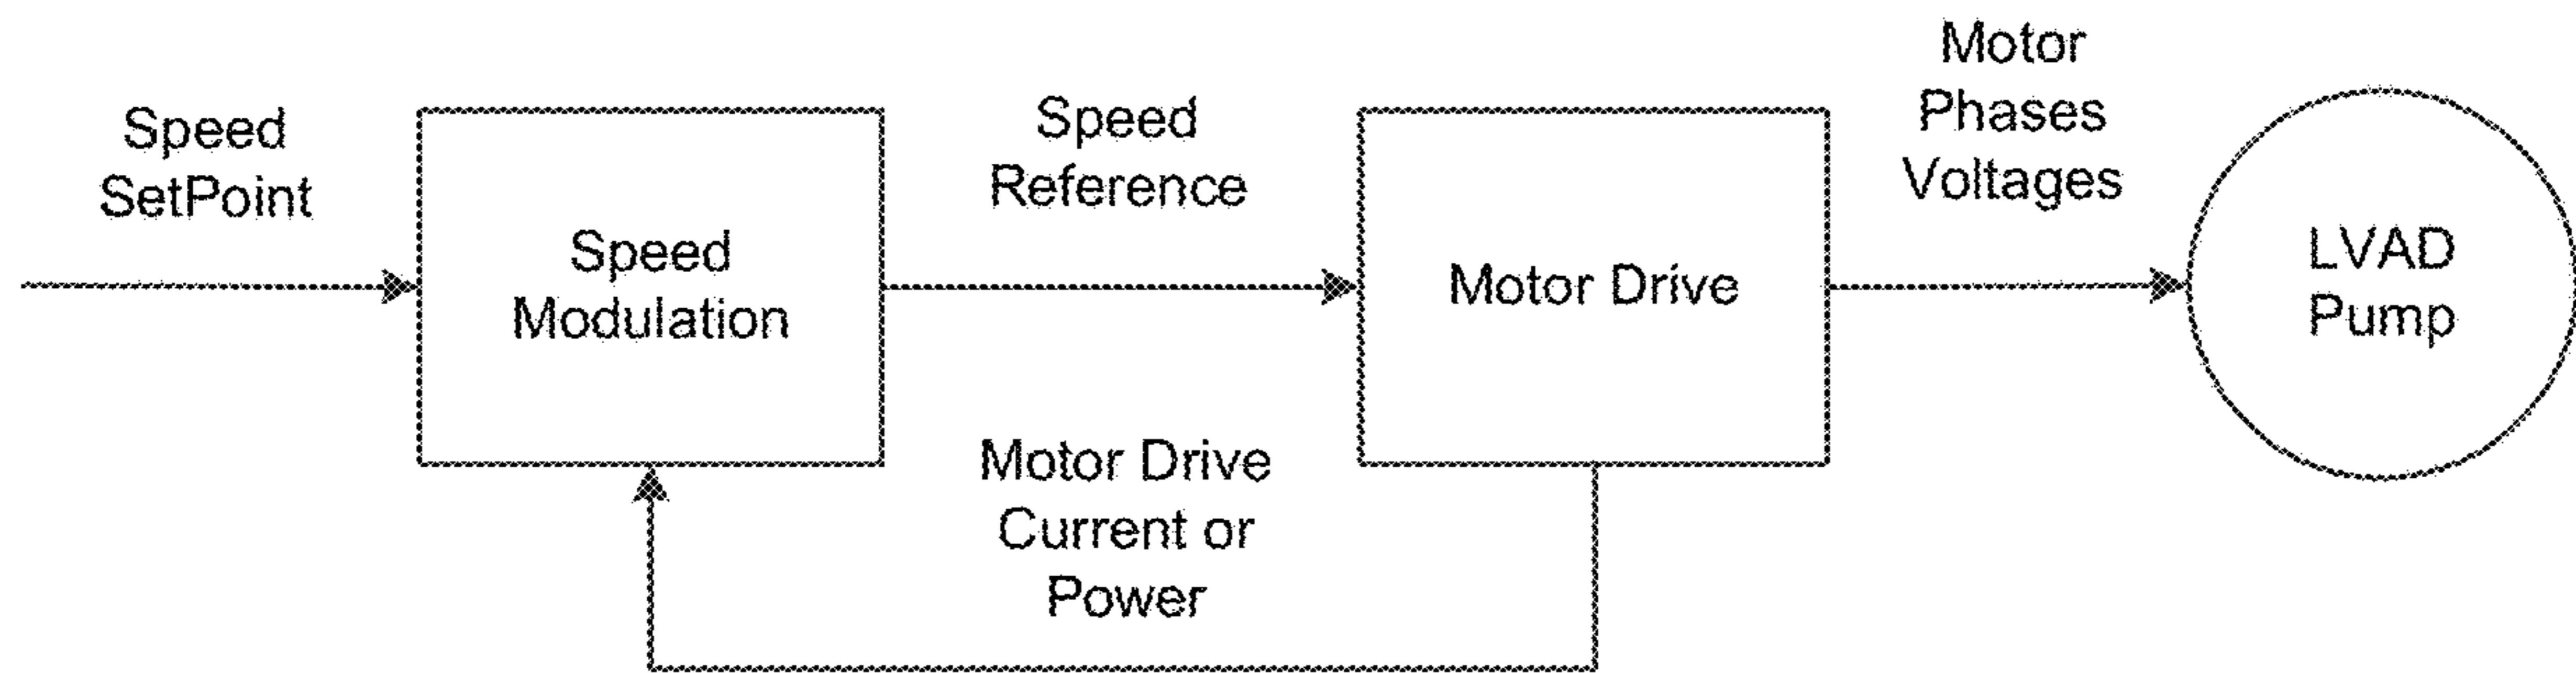 Speed
SetPoint
Speed
Modulation
Speed
Reference
Motor Drive
Current or
Power
Motor Drive
Motor
Phases
Voltages
LVAD
Pump